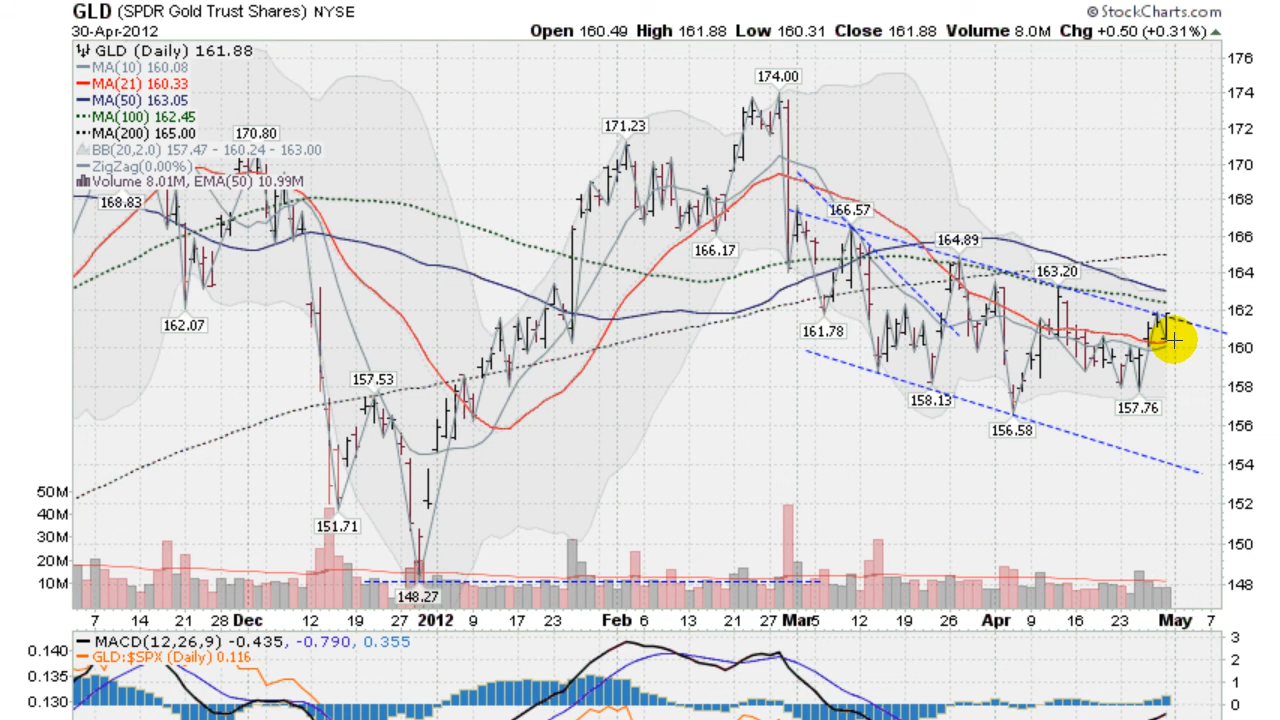 GLD (SPDR Gold Trust Shares) NYSE
© StockCharts.com
30-Apr-2012
Open 160.49 High 161.88 Low 160.31 Close 161.88 Volume 8.0M Chg +0.50 (+0.31%)
GLD (Daily) 161.88
MA(10) 160.08
MA(21) 160.33
MA(50) 163.05
MA(100) 162.45
MA(200) 165.00
BB(20,2.0) 157.47 - 160.24 - 163.00
ZigZag(0.00%)
Volume 8.01M, EMA(50) 10.99M
174.00
171.23
170.80
168.83
166.57
166.17
164.89
163.20
162.07
161.78
157.53
158.13
157.76
156.58
151.71
148.27
176
174
172
170
168
166
164
162
160
158
156
154
152
150
148
50M
40M
30M
20M
10M
7 14 21 28 Dec 12 19 27 2012 9 17 23 Feb 6 13 21 27 Mar 5 12 19 26 Apr 9 16 23 May 7
MACD(12,26,9) -0.435, -0.790, 0.355
GLD:$SPX (Daily) 0.116
0.140
0.135
0.130
3
2
1
0